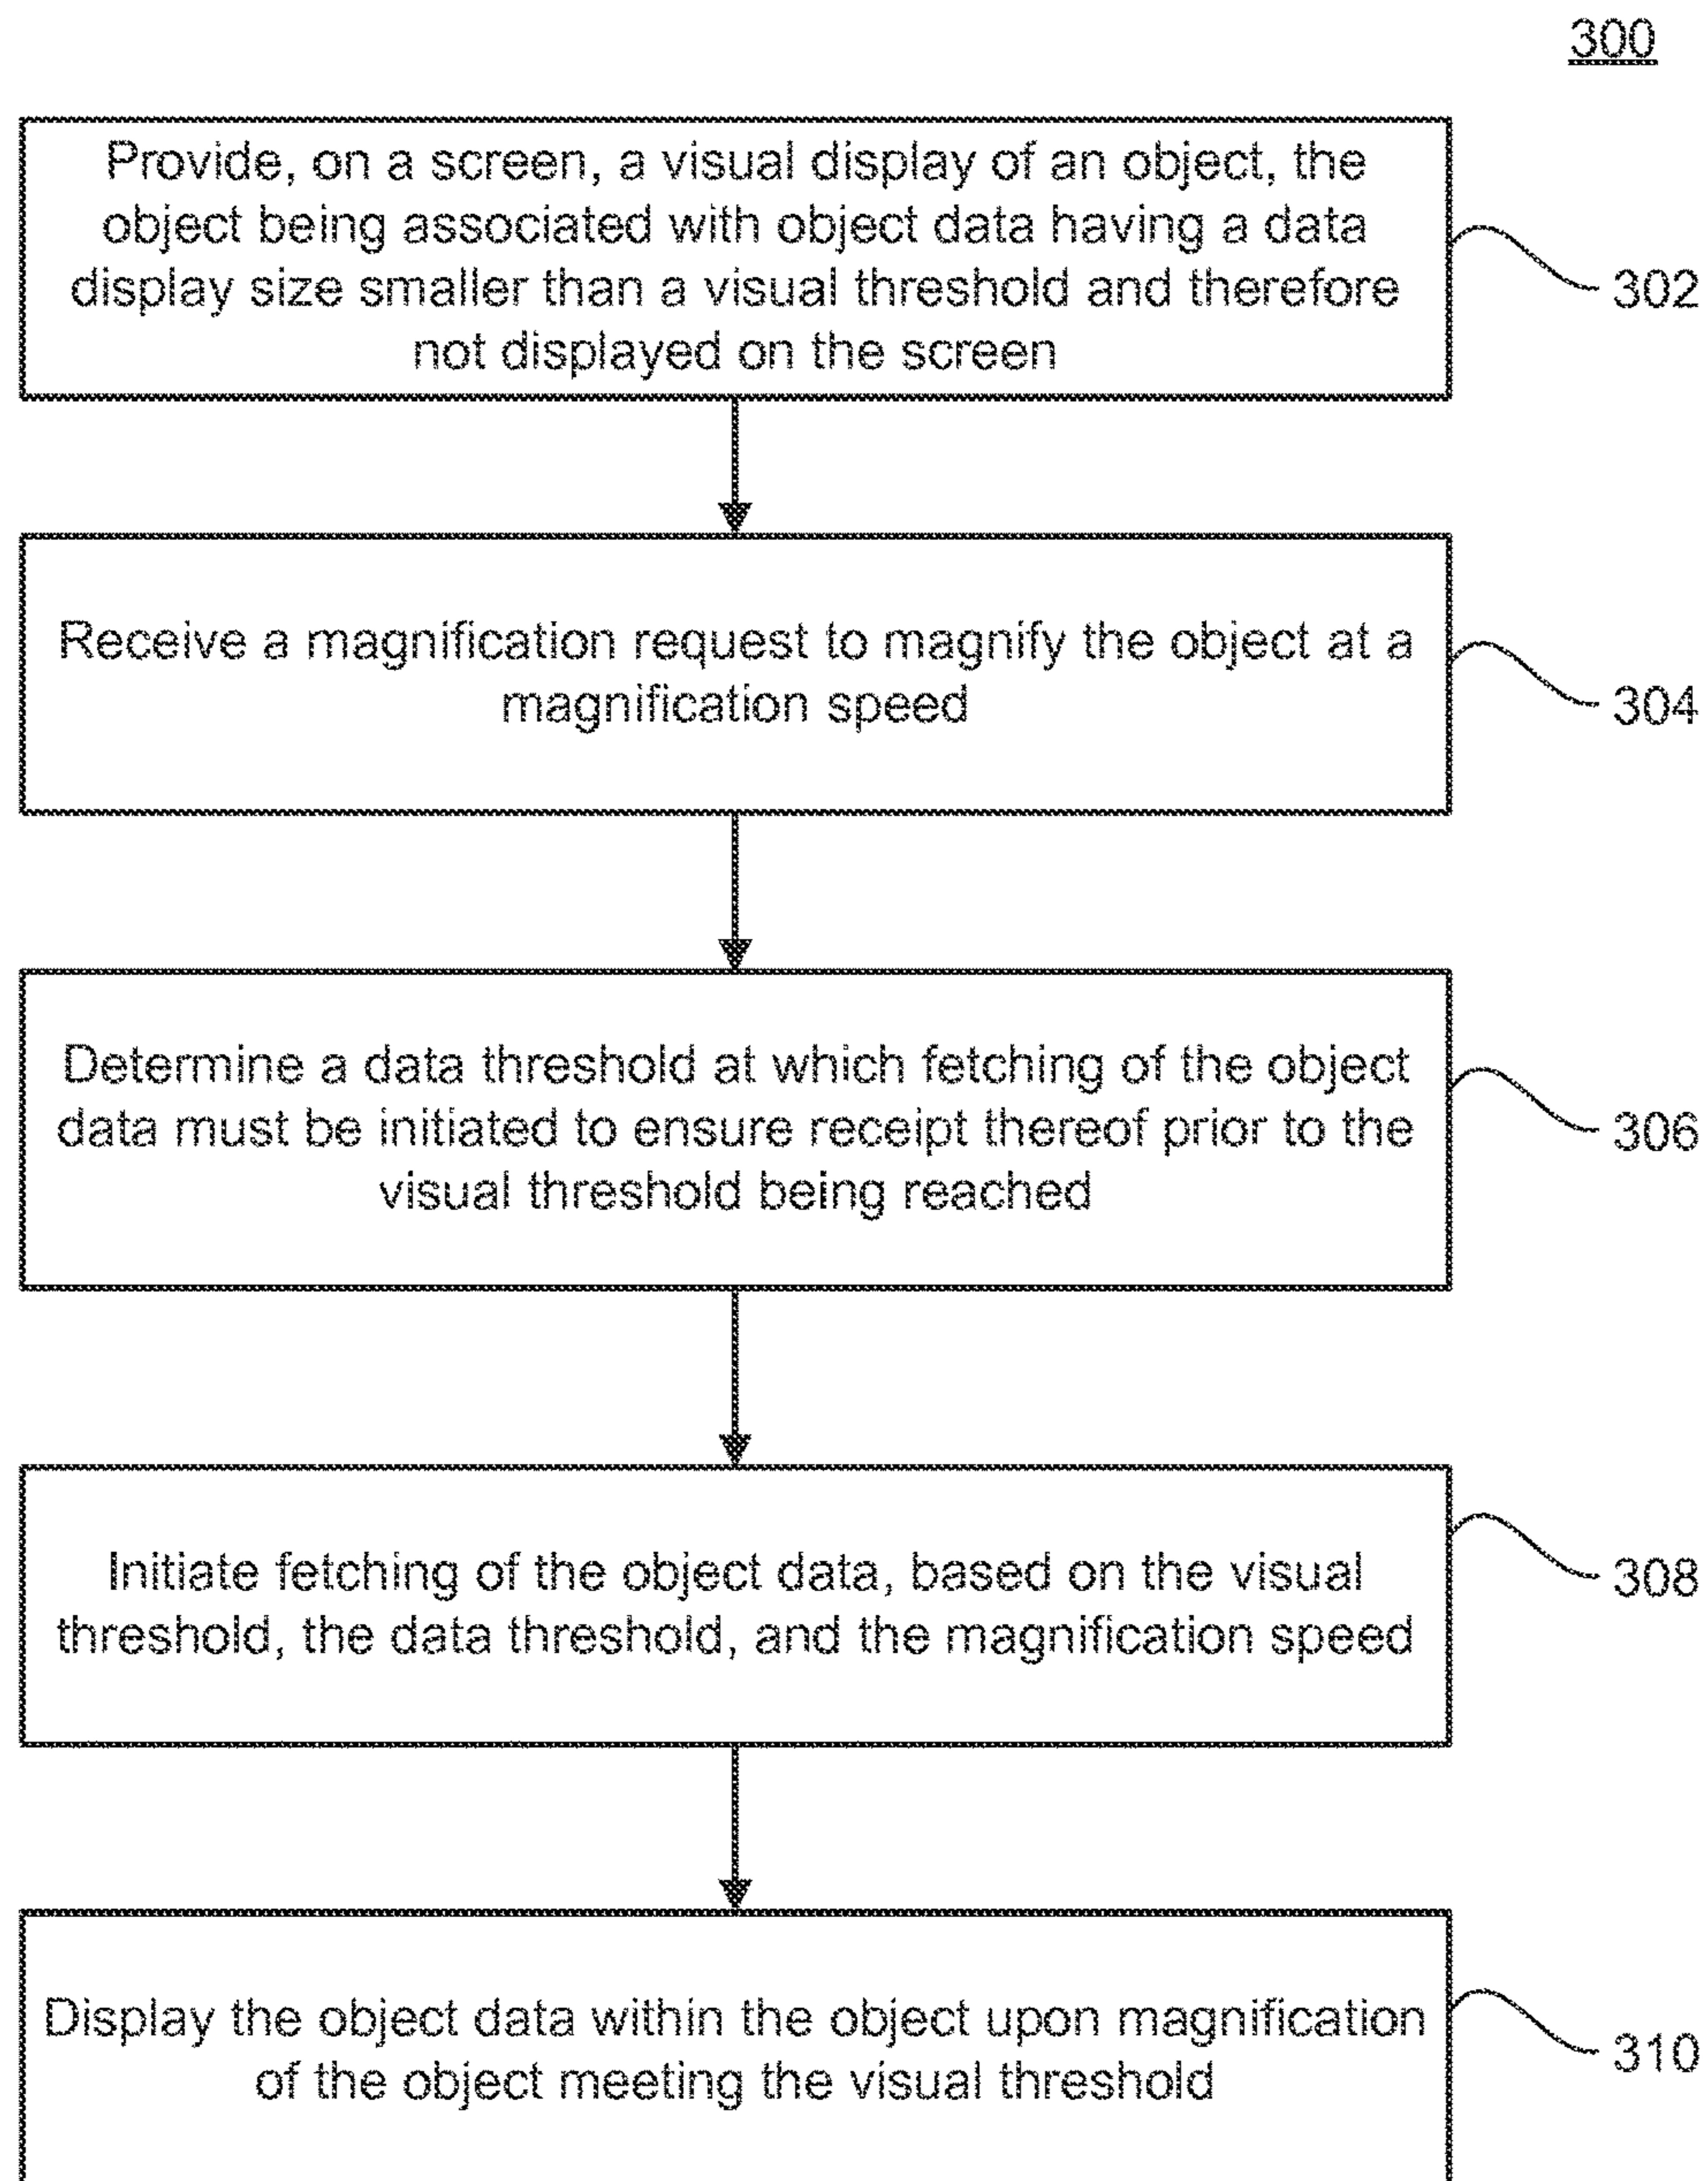 300
Provide, on a screen, a visual display of an object, the
object being associated with object data having a data
display size smaller than a visual threshold and therefore
not displayed on the screen
302
Receive a magnification request to magnify the object at a
magnification speed
304
Determine a data threshold at which fetching of the object
data must be initiated to ensure receipt thereof prior to the
visual threshold being reached
306
Initiate fetching of the object data, based on the visual
threshold, the data threshold, and the magnification speed
308
Display the object data within the object upon magnification
of the object meeting the visual threshold
310